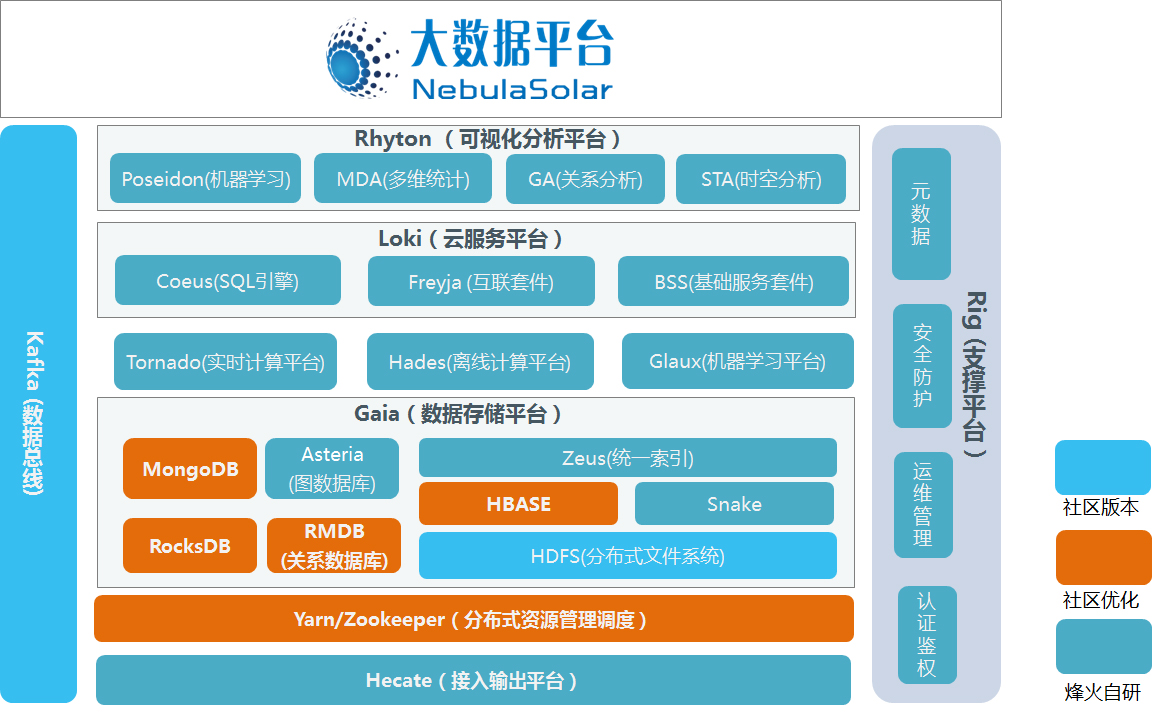 大数据平台
NebulaSolar
Kafka (数据总线)
Rhyton （可视化分析平台）
Poseidon(机器学习)
MDA(多维统计)
GA(关系分析)
STA(时空分析)
Loki（云服务平台）
Coeus(SQL引擎)
Freyja (互联套件)
BSS(基础服务套件)
Tornado(实时计算平台)
Hades(离线计算平台)
Glaux(机器学习平台)
Gaia（数据存储平台）
MongoDB
Asteria
(图数据库)
Zeus(统一索引)
HBASE
Snake
RocksDB
RMDB
(关系数据库)
HDFS(分布式文件系统)
Yarn/Zookeeper（分布式资源管理调度）
Hecate（接入输出平台）
元数据
安全防护
运维管理
认证鉴权
Rig (支撑平台)
社区版本
社区优化
烽火自研